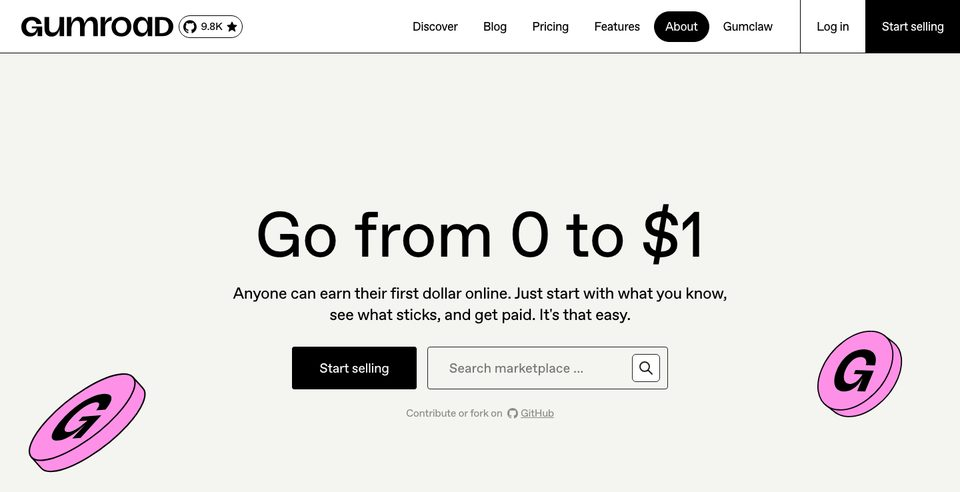 GUMROAD
9.8K
Discover
Blog
Pricing
Features
About
Gumclaw
Log in
Start selling
Go from 0 to $1
Anyone can earn their first dollar online. Just start with what you know,
see what sticks, and get paid. It's that easy.
Start selling
Search marketplace ...
Contribute or fork on GitHub
G
G